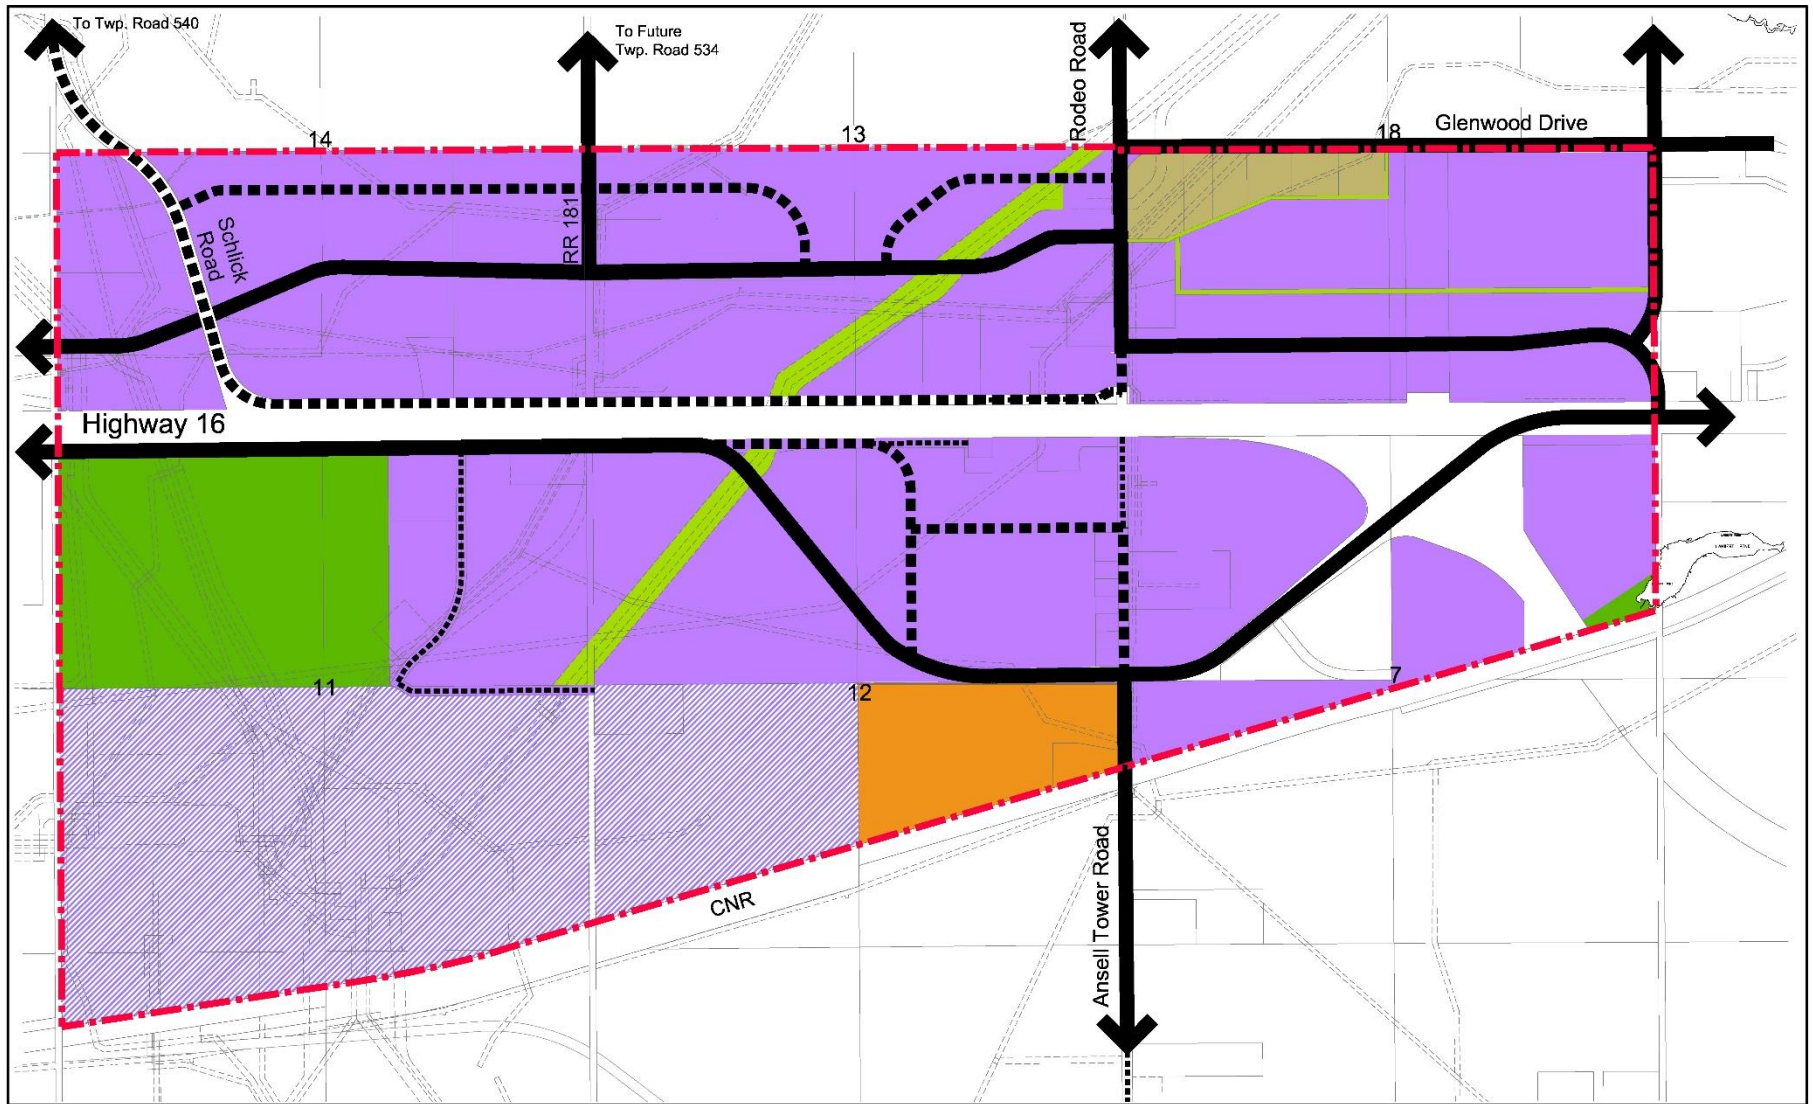 To Twp. Road 540
To Future
Twp. Road 534
Rodeo Road
14
13
18
Glenwood Drive
Schlick
Road
RR 181
Highway 16
11
12
7
CNR
Ansell Tower Road